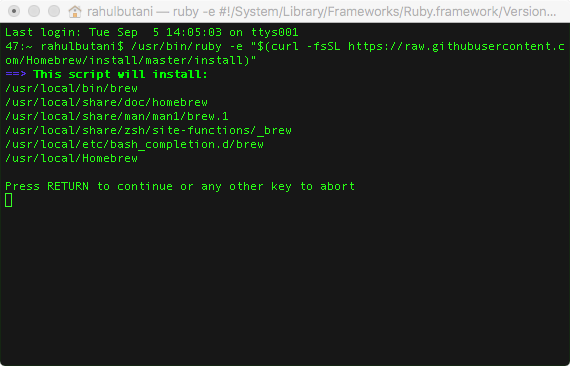 rahulbutani — ruby -e #!/System/Library/Frameworks/Ruby.framework/Version...
Last login: Tue Sep  5 14:05:03 on ttys001
47:~ rahulbutani$ /usr/bin/ruby -e "$(curl -fsSL https://raw.githubusercontent.c
om/Homebrew/install/master/install)"
==> This script will install:
/usr/local/bin/brew
/usr/local/share/doc/homebrew
/usr/local/share/man/man1/brew.1
/usr/local/share/zsh/site-functions/_brew
/usr/local/etc/bash_completion.d/brew
/usr/local/Homebrew
Press RETURN to continue or any other key to abort